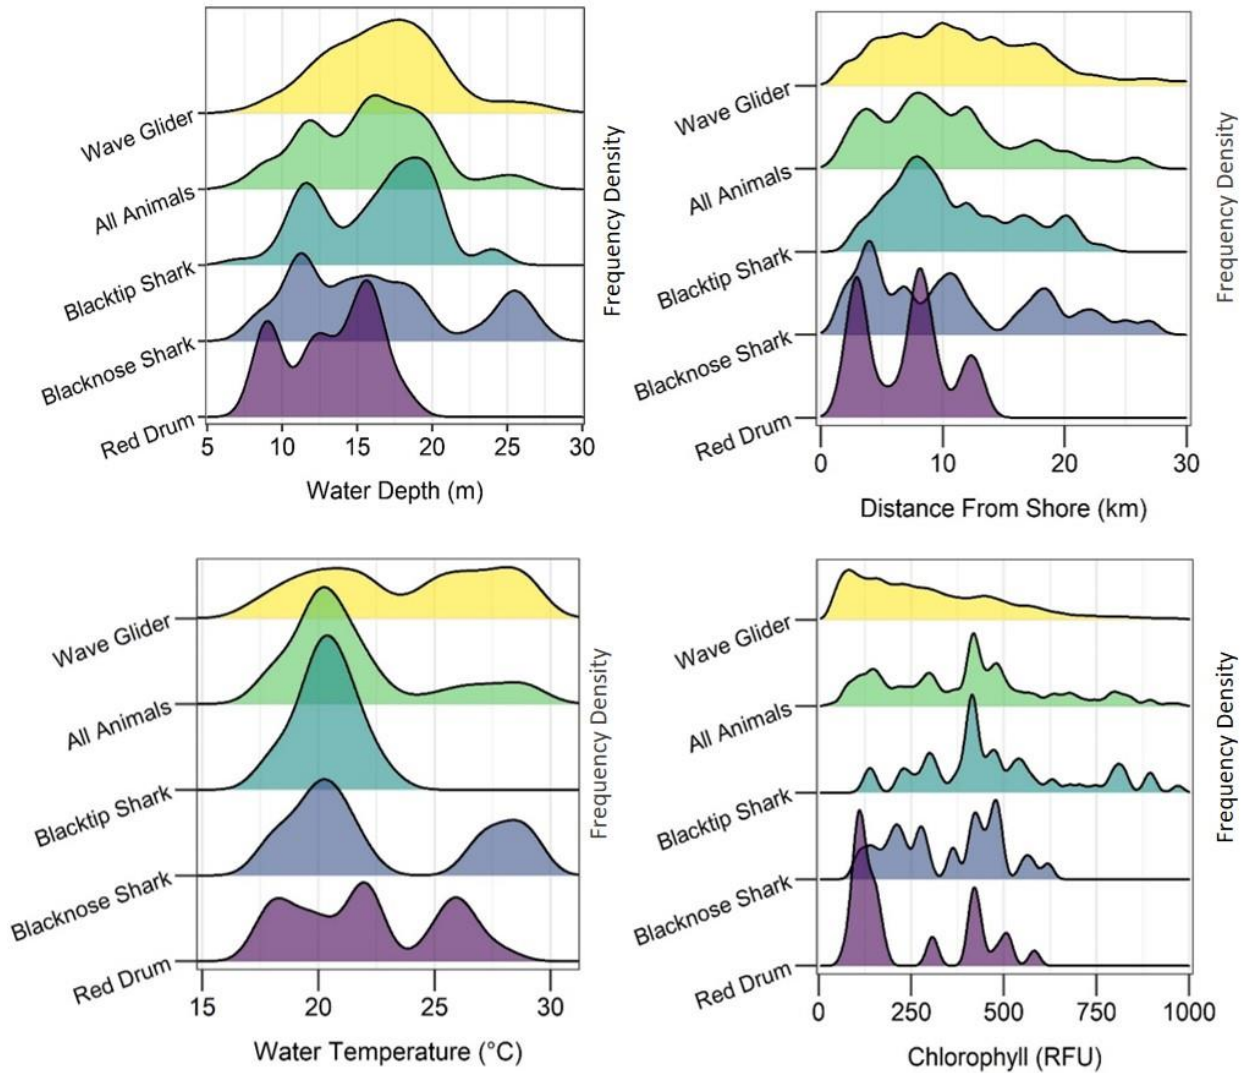 Wave Glider
All Animals
Blacktip Shark
Blacknose Shark
Red Drum
5 10 15 20 25 30
Water Depth (m)
Frequency Density
Wave Glider
All Animals
Blacktip Shark
Blacknose Shark
Red Drum
0 10 20 30
Distance From Shore (km)
Frequency Density
Wave Glider
All Animals
Blacktip Shark
Blacknose Shark
Red Drum
15 20 25 30
Water Temperature (°C)
Frequency Density
Wave Glider
All Animals
Blacktip Shark
Blacknose Shark
Red Drum
0 250 500 750 1000
Chlorophyll (RFU)
Frequency Density